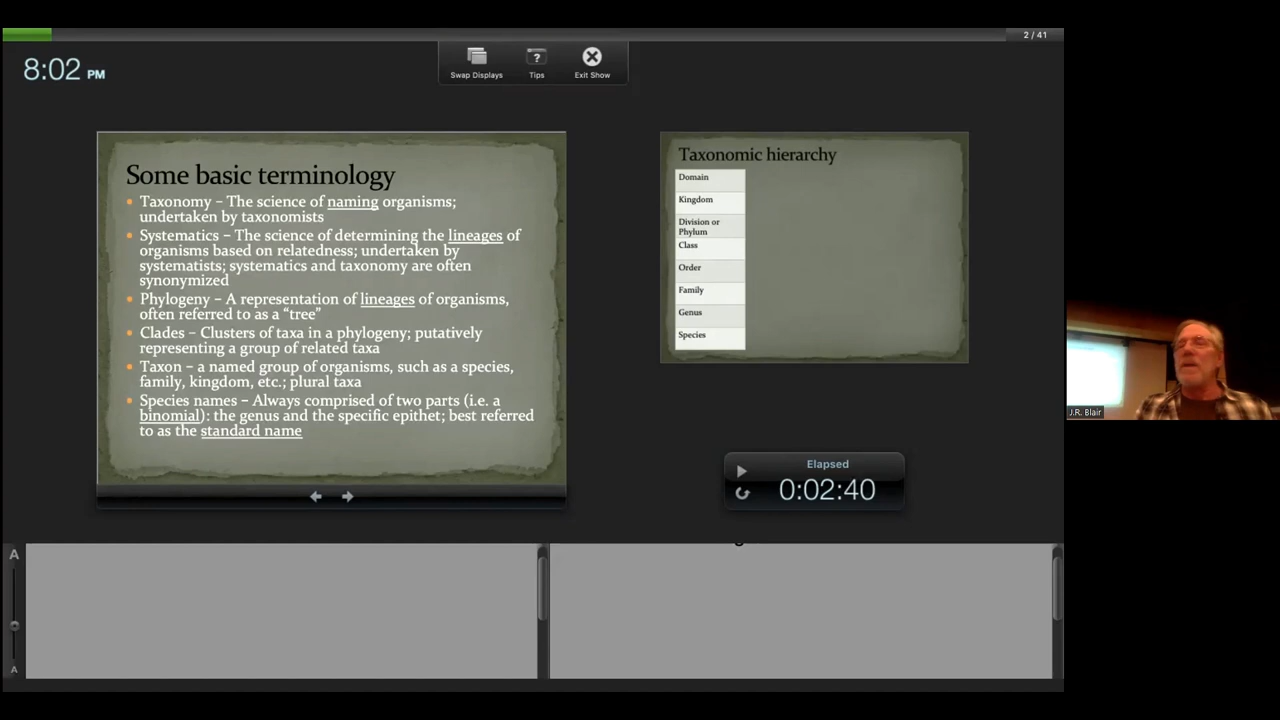 2 / 41
8:02 PM
Swap Displays
Tips
Exit Show
Some basic terminology
• Taxonomy – The science of naming organisms;
undertaken by taxonomists
• Systematics – The science of determining the lineages of
organisms based on relatedness; undertaken by
systematists; systematics and taxonomy are often
synonymized
• Phylogeny – A representation of lineages of organisms,
often referred to as a “tree”
• Clades – Clusters of taxa in a phylogeny; putatively
representing a group of related taxa
• Taxon – a named group of organisms, such as a species,
family, kingdom, etc.; plural taxa
• Species names – Always comprised of two parts (i.e. a
binomial): the genus and the specific epithet; best referred
to as the standard name
Taxonomic hierarchy
Domain
Kingdom
Division or
Phylum
Class
Order
Family
Genus
Species
J.R. Blair
Elapsed
0:02:40
A
A